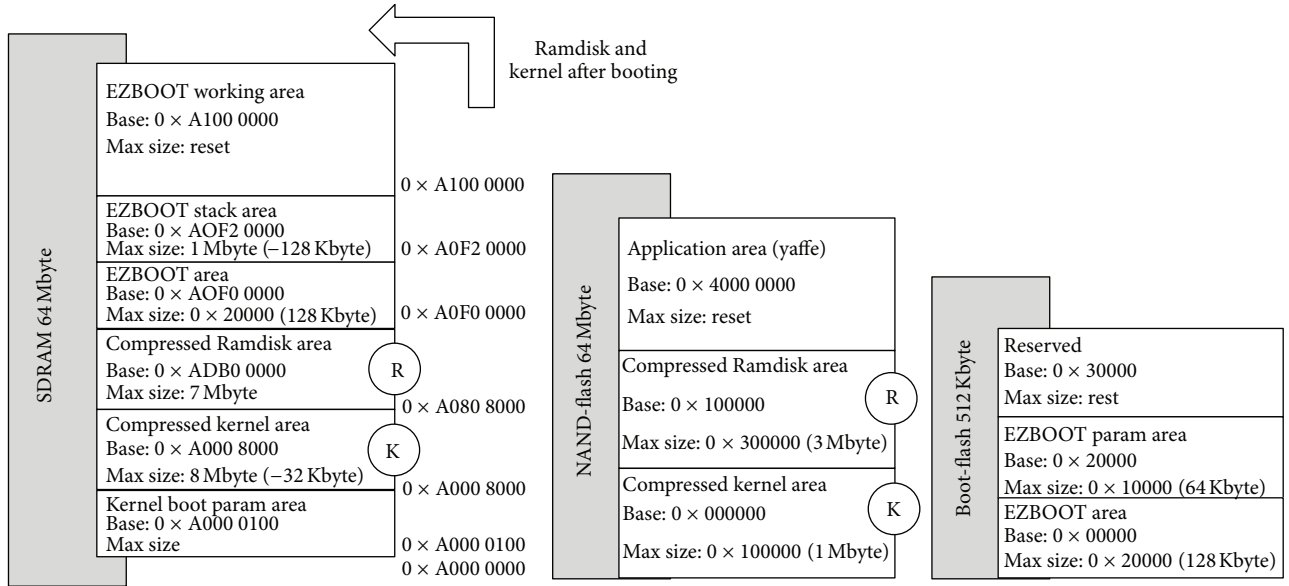 Ramdisk and
kernel after booting
SDRAM 64 Mbyte
EZBOOT working area
Base: 0 × A100 0000
Max size: reset
0 × A100 0000
EZBOOT stack area
Base: 0 × AOF2 0000
Max size: 1 Mbyte (−128 Kbyte)
0 × A0F2 0000
EZBOOT area
Base: 0 × AOF0 0000
Max size: 0 × 20000 (128 Kbyte)
0 × A0F0 0000
Compressed Ramdisk area
Base: 0 × ADB0 0000
Max size: 7 Mbyte
R
0 × A080 8000
Compressed kernel area
Base: 0 × A000 8000
Max size: 8 Mbyte (−32 Kbyte)
K
0 × A000 8000
Kernel boot param area
Base: 0 × A000 0100
Max size
0 × A000 0100
0 × A000 0000
NAND-flash 64 Mbyte
Application area (yaffe)
Base: 0 × 4000 0000
Max size: reset
Compressed Ramdisk area
Base: 0 × 100000
Max size: 0 × 300000 (3 Mbyte)
R
Compressed kernel area
Base: 0 × 000000
Max size: 0 × 100000 (1 Mbyte)
K
Boot-flash 512 Kbyte
Reserved
Base: 0 × 30000
Max size: rest
EZBOOT param area
Base: 0 × 20000
Max size: 0 × 10000 (64 Kbyte)
EZBOOT area
Base: 0 × 00000
Max size: 0 × 20000 (128 Kbyte)